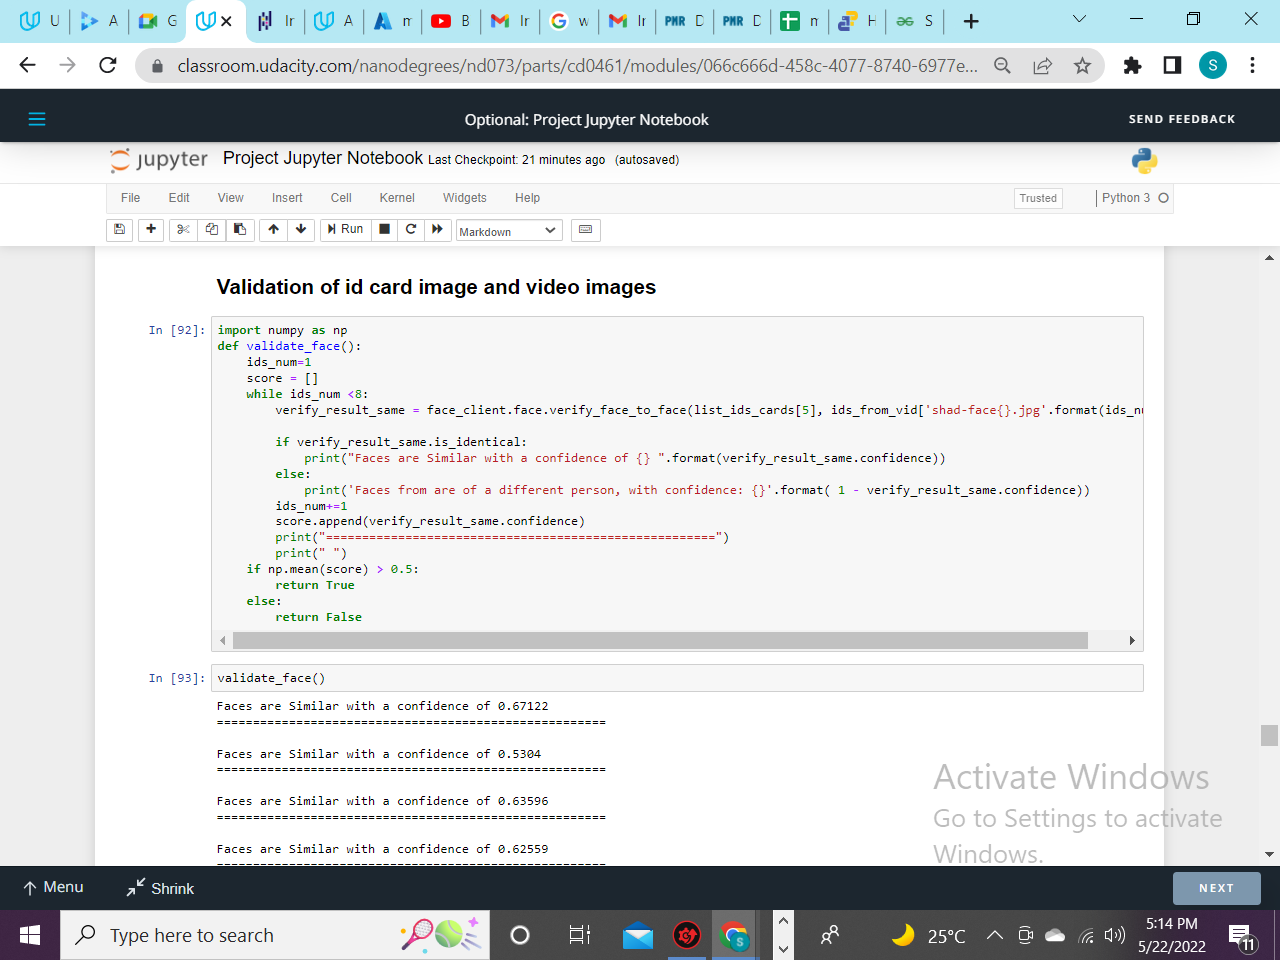 U
A
G
Ir
A
m
B
Ir
w
Ir
PMR D
PMR D
m
H
S
classroom.udacity.com/nanodegrees/nd073/parts/cd0461/modules/066c666d-458c-4077-8740-6977e...
S
Optional: Project Jupyter Notebook
SEND FEEDBACK
jupyter Project Jupyter Notebook Last Checkpoint: 21 minutes ago (autosaved)
File Edit View Insert Cell Kernel Widgets Help
Trusted
Python 3
Run
Markdown
Validation of id card image and video images
In [92]:
import numpy as np
def validate_face():
    ids_num=1
    score = []
    while ids_num <8:
        verify_result_same = face_client.face.verify_face_to_face(list_ids_cards[5], ids_from_vid['shad-face{}.jpg'.format(ids_nu
        if verify_result_same.is_identical:
            print("Faces are Similar with a confidence of {} ".format(verify_result_same.confidence))
        else:
            print('Faces from are of a different person, with confidence: {}'.format( 1 - verify_result_same.confidence))
        ids_num+=1
        score.append(verify_result_same.confidence)
        print("======================================================")
        print(" ")
    if np.mean(score) > 0.5:
        return True
    else:
        return False
In [93]:
validate_face()
Faces are Similar with a confidence of 0.67122
======================================================
Faces are Similar with a confidence of 0.5304
======================================================
Faces are Similar with a confidence of 0.63596
======================================================
Faces are Similar with a confidence of 0.62559
======================================================
Activate Windows
Go to Settings to activate
Windows.
Menu
Shrink
NEXT
Type here to search
S
25°C
5:14 PM
5/22/2022
11